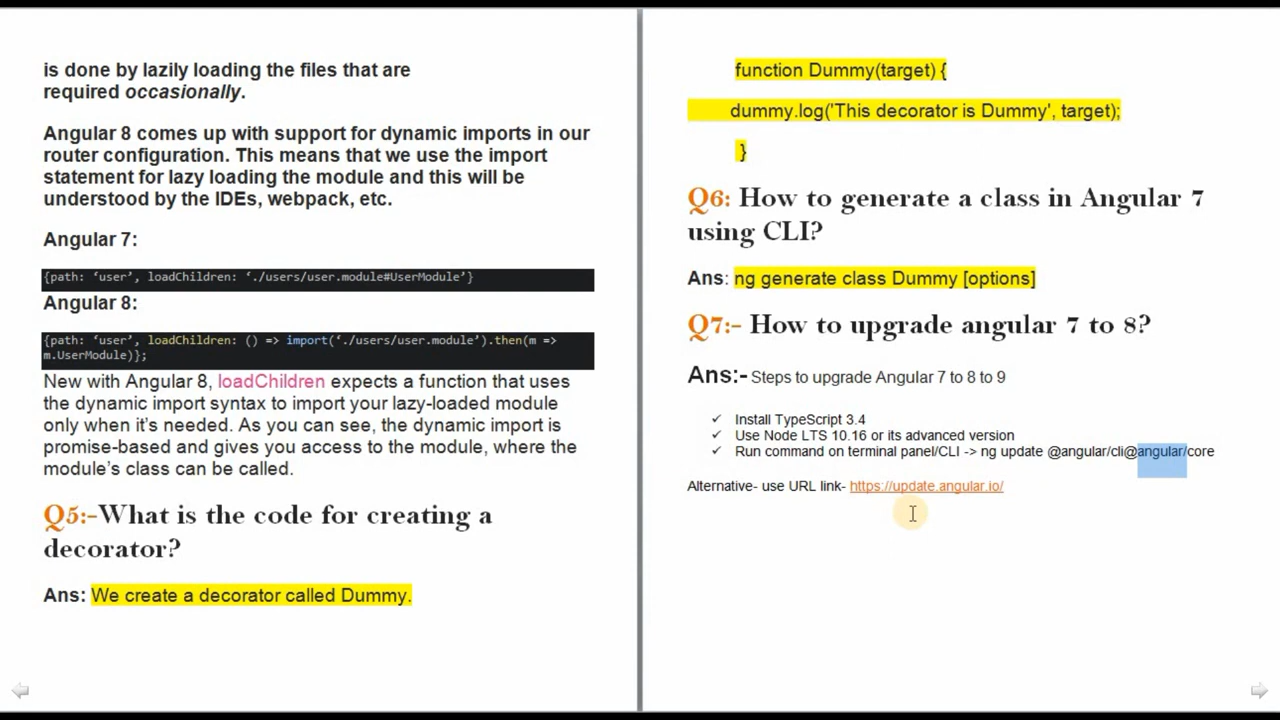 is done by lazily loading the files that are
required occasionally.
Angular 8 comes up with support for dynamic imports in our
router configuration. This means that we use the import
statement for lazy loading the module and this will be
understood by the IDEs, webpack, etc.
Angular 7:
{path: ‘user’, loadChildren: ‘./users/user.module#UserModule’}
Angular 8:
{path: ‘user’, loadChildren: () => import(‘./users/user.module’).then(m =>
m.UserModule)};
New with Angular 8, loadChildren expects a function that uses
the dynamic import syntax to import your lazy-loaded module
only when it’s needed. As you can see, the dynamic import is
promise-based and gives you access to the module, where the
module’s class can be called.
Q5:-What is the code for creating a
decorator?
Ans: We create a decorator called Dummy.
function Dummy(target) {
dummy.log('This decorator is Dummy', target);
}
Q6: How to generate a class in Angular 7
using CLI?
Ans: ng generate class Dummy [options]
Q7:- How to upgrade angular 7 to 8?
Ans:- Steps to upgrade Angular 7 to 8 to 9
✓ Install TypeScript 3.4
✓ Use Node LTS 10.16 or its advanced version
✓ Run command on terminal panel/CLI -> ng update @angular/cli@angular/core
Alternative- use URL link- https://update.angular.io/